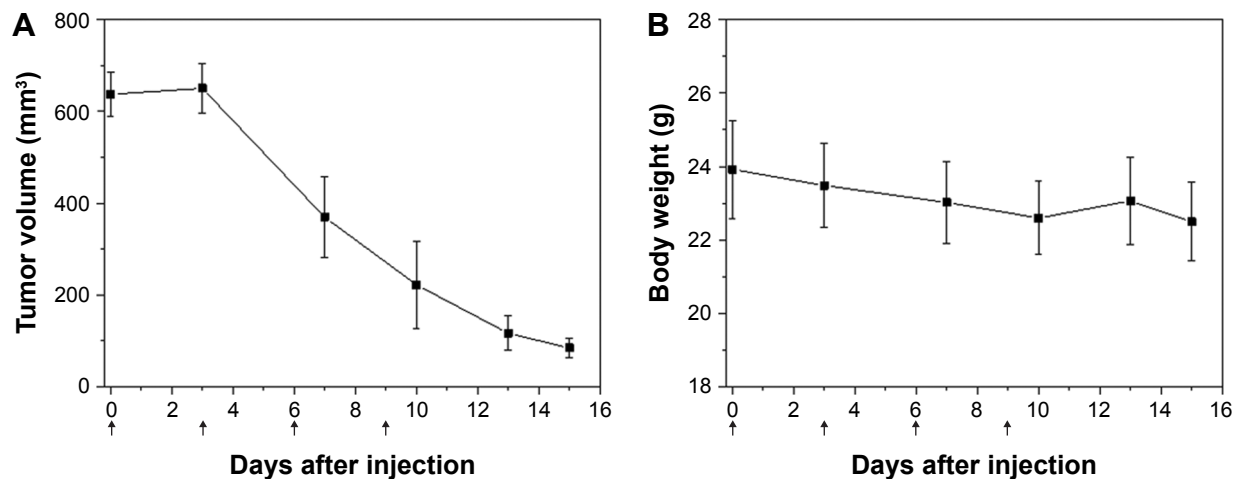 A
Tumor volume (mm³)
800
600
400
200
0
0 2 4 6 8 10 12 14 16
Days after injection
B
Body weight (g)
28
26
24
22
20
18
0 2 4 6 8 10 12 14 16
Days after injection